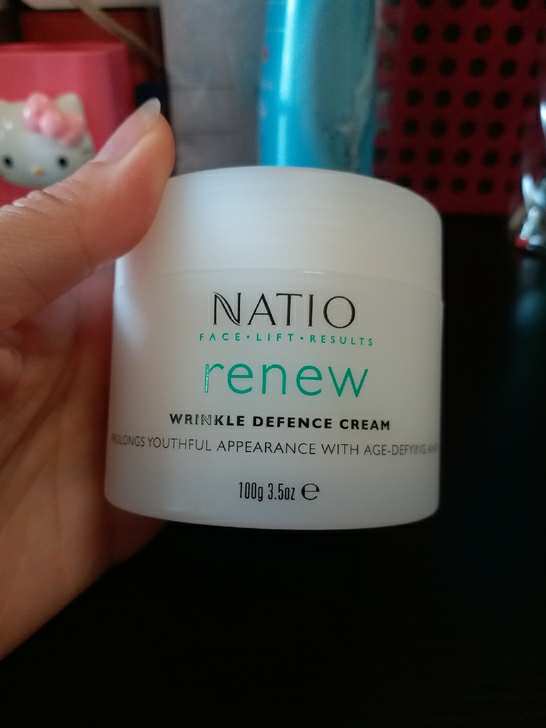 NATIO
FACE•LIFT•RESULTS
renew
WRINKLE DEFENCE CREAM
YOUTHFUL APPEARANCE WITH AGE-DEFYING
100g 3.5oz ℮